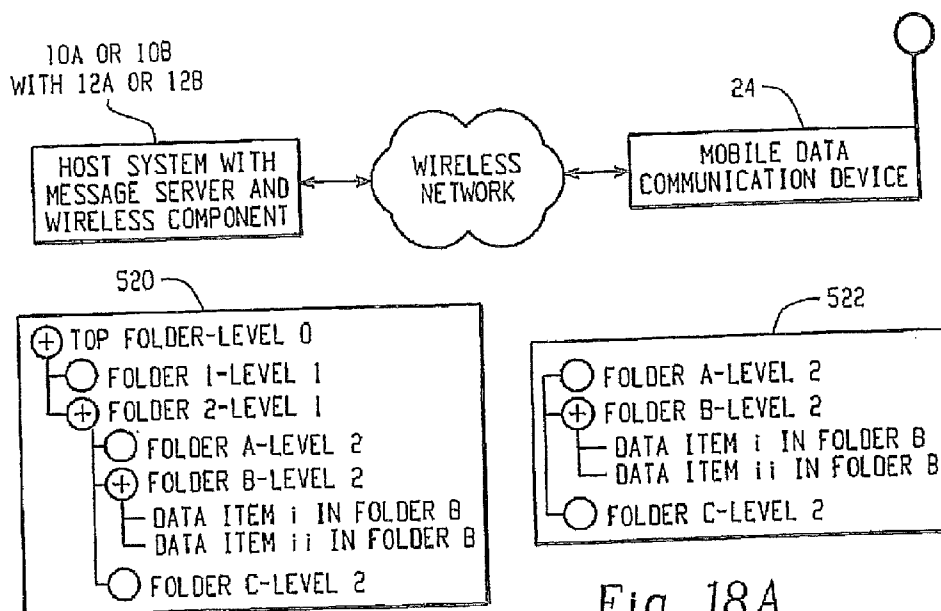 10A OR 10B
WITH 12A OR 12B
24
HOST SYSTEM WITH
MESSAGE SERVER AND
WIRELESS COMPONENT
WIRELESS
NETWORK
MOBILE DATA
COMMUNICATION DEVICE
520
TOP FOLDER-LEVEL 0
FOLDER 1-LEVEL 1
FOLDER 2-LEVEL 1
FOLDER A-LEVEL 2
FOLDER B-LEVEL 2
DATA ITEM i IN FOLDER B
DATA ITEM ii IN FOLDER B
FOLDER C-LEVEL 2
522
FOLDER A-LEVEL 2
FOLDER B-LEVEL 2
DATA ITEM i IN FOLDER B
DATA ITEM ii IN FOLDER B
FOLDER C-LEVEL 2
Fig. 18A